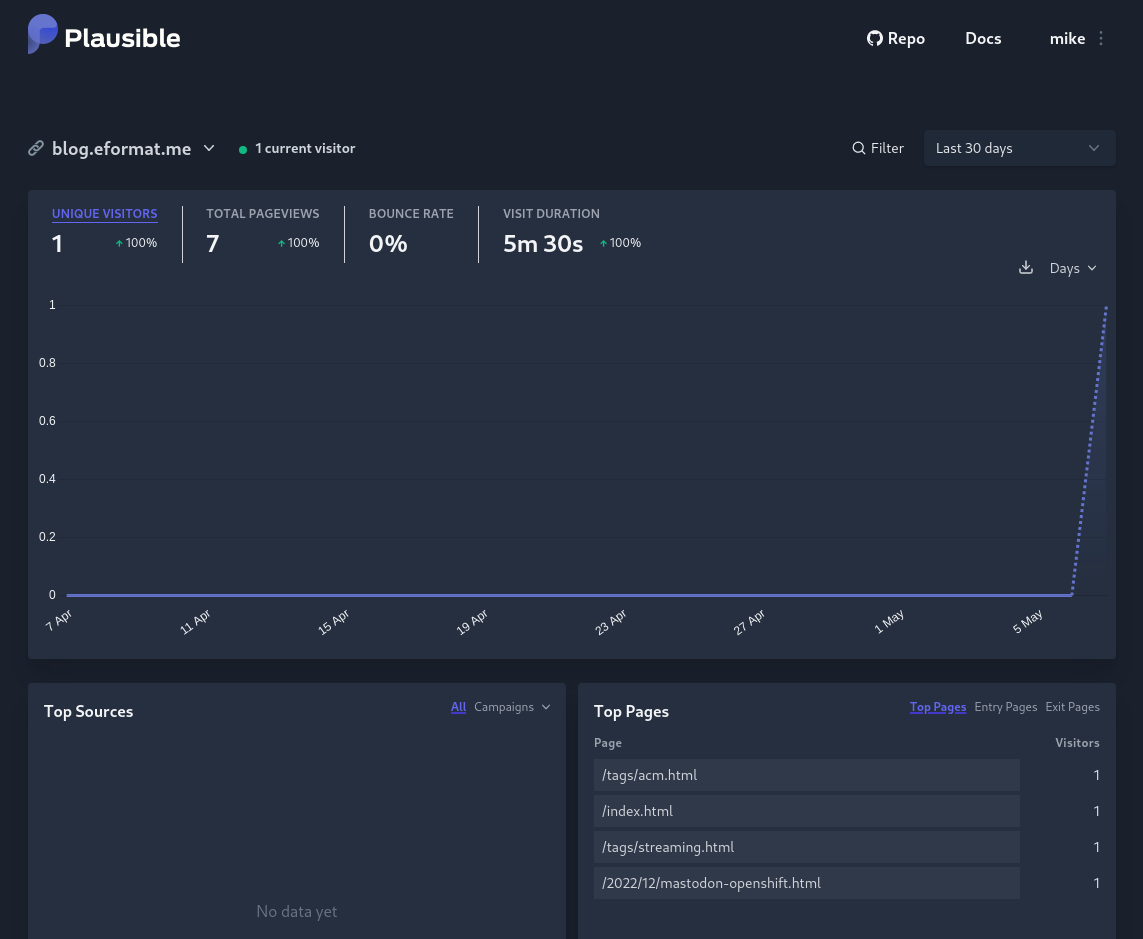 Plausible
Repo Docs mike
blog.eformat.me 1 current visitor Filter Last 30 days
UNIQUE VISITORS TOTAL PAGEVIEWS BOUNCE RATE VISIT DURATION
1 100% 7 100% 0% 5m 30s 100%
Days
1
0.8
0.6
0.4
0.2
0
7 Apr 11 Apr 15 Apr 19 Apr 23 Apr 27 Apr 1 May 5 May
Top Sources All Campaigns
No data yet
Top Pages Top Pages Entry Pages Exit Pages
Page Visitors
/tags/acm.html 1
/index.html 1
/tags/streaming.html 1
/2022/12/mastodon-openshift.html 1